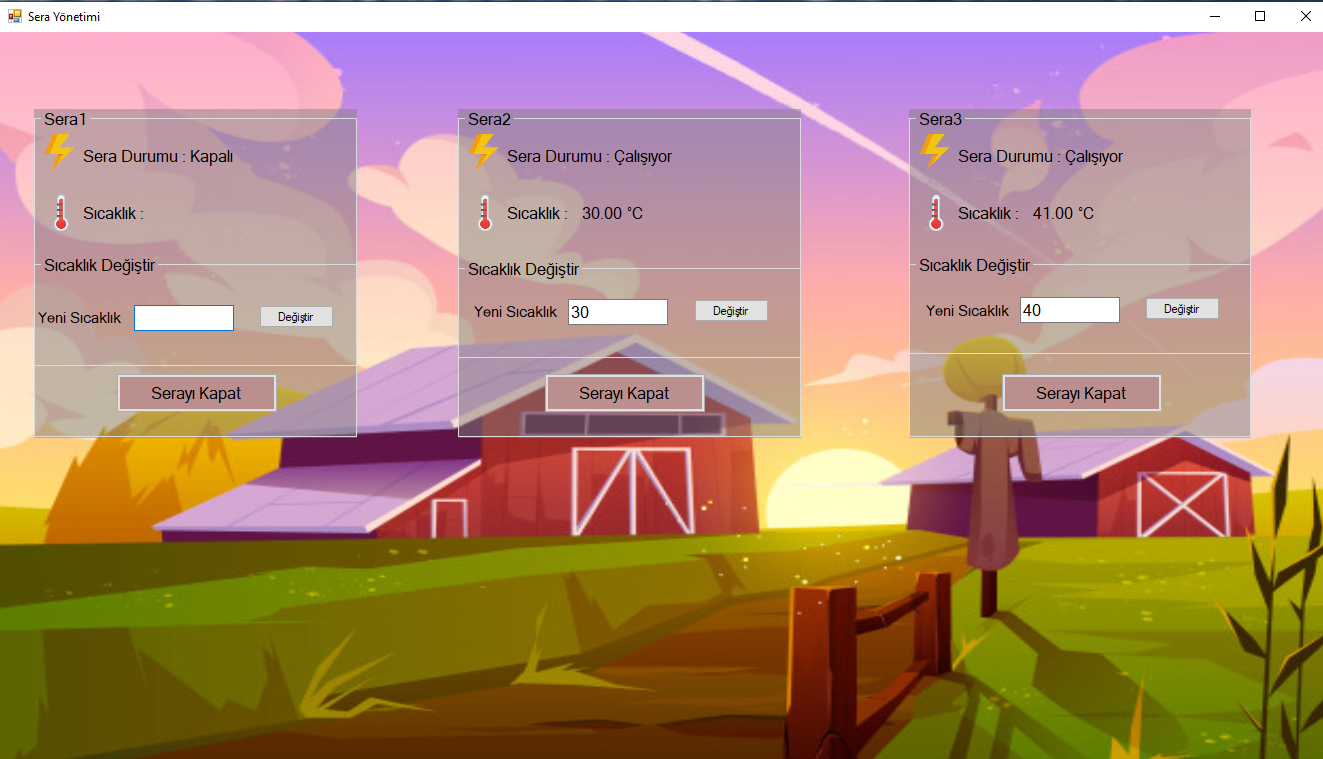 Sera Yönetimi
Sera1
Sera Durumu : Kapalı
Sıcaklık :
Sıcaklık Değiştir
Yeni Sıcaklık
Değiştir
Serayı Kapat
Sera2
Sera Durumu : Çalışıyor
Sıcaklık : 30.00 °C
Sıcaklık Değiştir
Yeni Sıcaklık 30
Değiştir
Serayı Kapat
Sera3
Sera Durumu : Çalışıyor
Sıcaklık : 41.00 °C
Sıcaklık Değiştir
Yeni Sıcaklık 40
Değiştir
Serayı Kapat